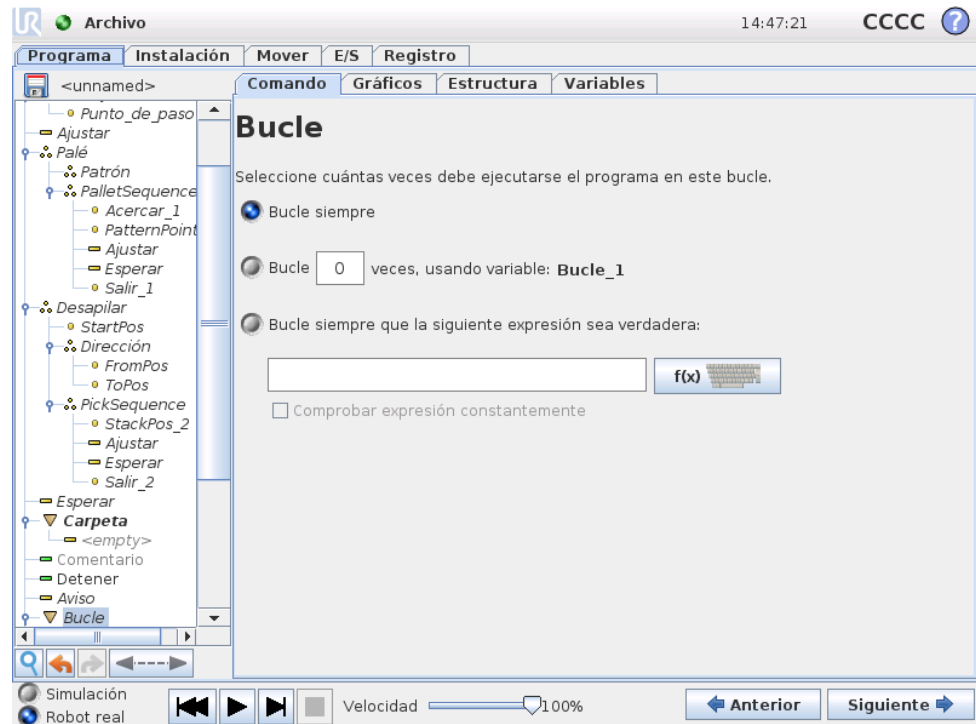 UR Archivo 14:47:21 CCCC ?
Programa Instalación Mover E/S Registro
<unnamed>
Comando Gráficos Estructura Variables
Punto_de_paso
Ajustar
Palé
Patrón
PalletSequence
Acercar_1
PatternPoint
Ajustar
Esperar
Salir_1
Desapilar
StartPos
Dirección
FromPos
ToPos
PickSequence
StackPos_2
Ajustar
Esperar
Salir_2
Esperar
Carpeta
<empty>
Comentario
Detener
Aviso
Bucle
Bucle
Seleccione cuántas veces debe ejecutarse el programa en este bucle.
Bucle siempre
Bucle 0 veces, usando variable: Bucle_1
Bucle siempre que la siguiente expresión sea verdadera:
f(x)
Comprobar expresión constantemente
Simulación
Robot real
Velocidad 100%
Anterior Siguiente